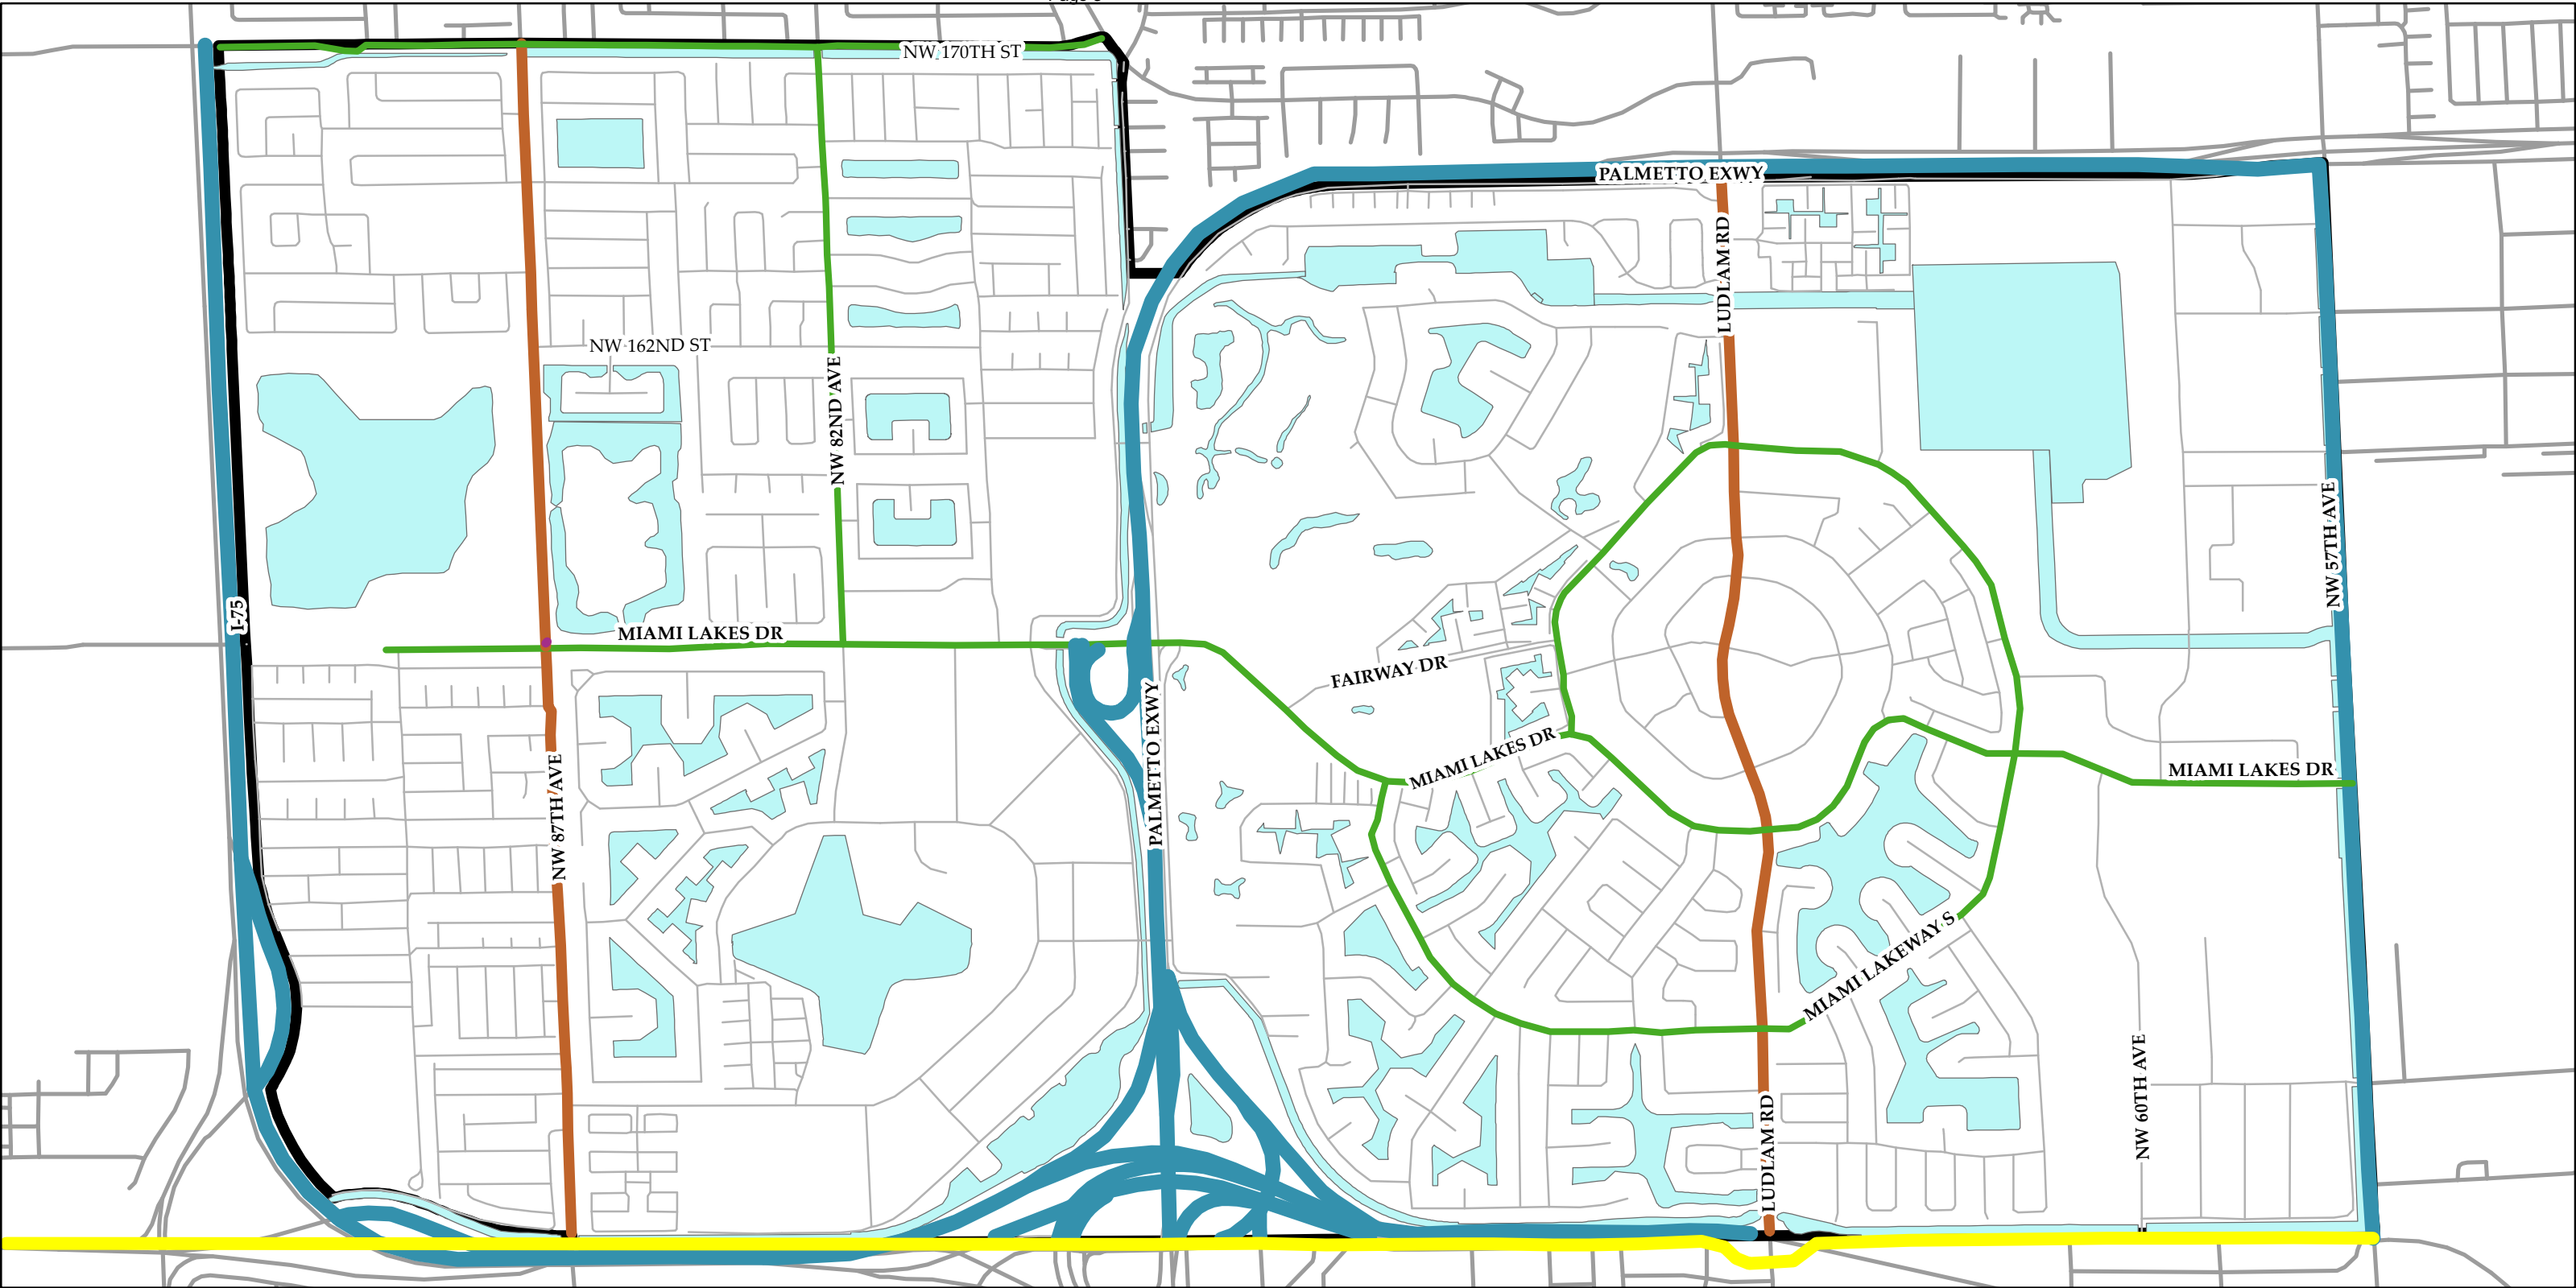 NW 170TH ST
PALMETTO EXWY
LUDLAM RD
NW 162ND ST
NW 82ND AVE
NW 57TH AVE
I-75
MIAMI LAKES DR
FAIRWAY DR
MIAMI LAKES DR
PALMETTO EXWY
MIAMI LAKES DR
NW 87TH AVE
MIAMI LAKEWAY S
NW 60TH AVE
LUDLAM RD